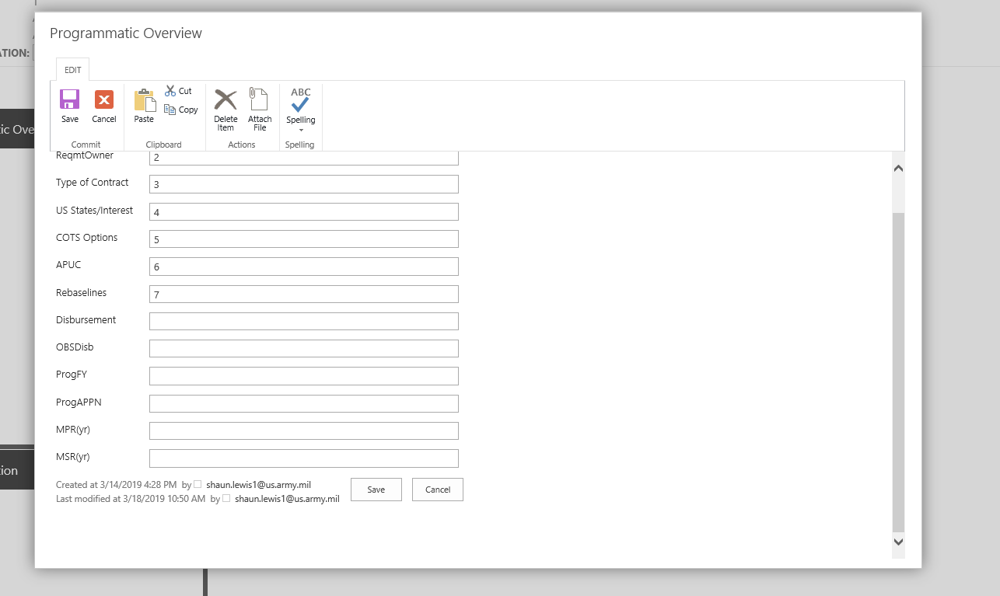 Programmatic Overview
ATION:
EDIT
Save
Cancel
Paste
Cut
Copy
Delete
Item
Attach
File
ABC
Spelling
Commit
Clipboard
Actions
Spelling
tic Ove
ReqmtOwner 2
Type of Contract 3
US States/Interest 4
COTS Options 5
APUC 6
Rebaselines 7
Disbursement
OBSDisb
ProgFY
ProgAPPN
MPR(yr)
MSR(yr)
tion
Created at 3/14/2019 4:28 PM by shaun.lewis1@us.army.mil
Last modified at 3/18/2019 10:50 AM by shaun.lewis1@us.army.mil
Save
Cancel